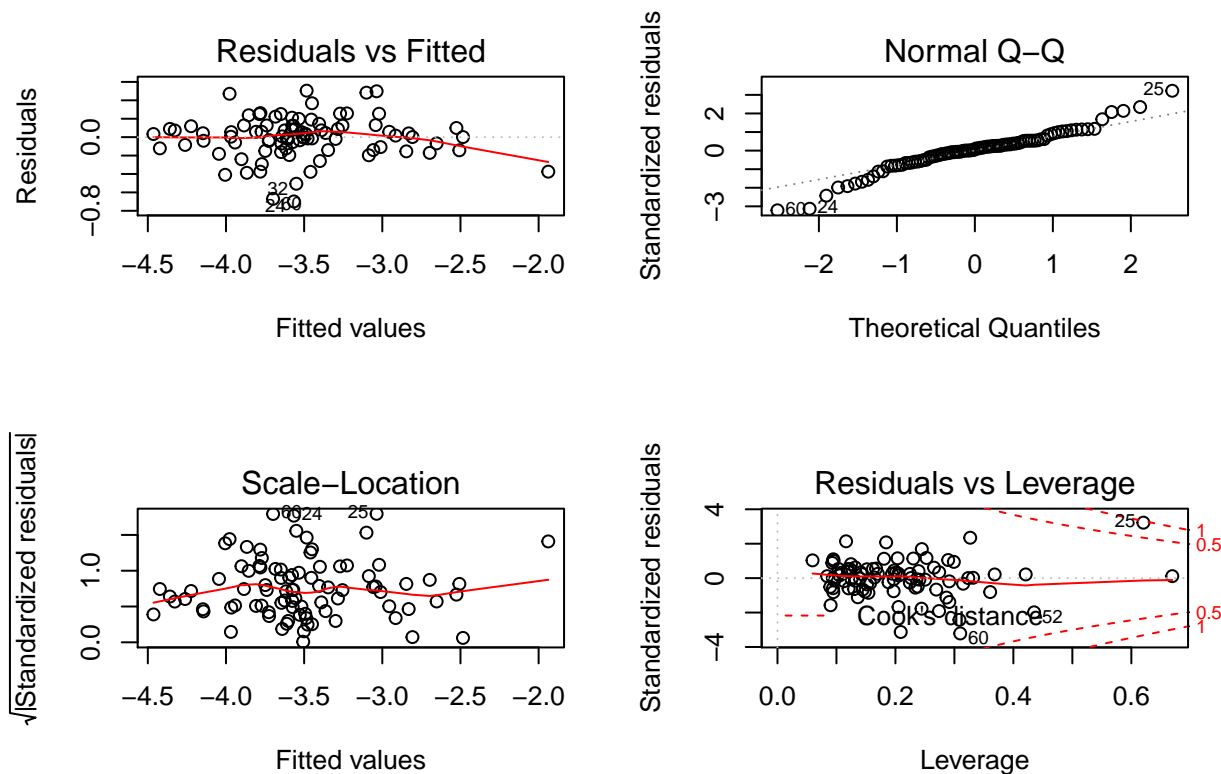 Residuals vs Fitted
Residuals
0.0
−0.8
32
24
60
−4.5 −4.0 −3.5 −3.0 −2.5 −2.0
Fitted values
Normal Q−Q
Standardized residuals
2
0
−3
25
60
24
−2 −1 0 1 2
Theoretical Quantiles
Scale−Location
√|Standardized residuals|
1.0
0.0
60
24
25
−4.5 −4.0 −3.5 −3.0 −2.5 −2.0
Fitted values
Residuals vs Leverage
Standardized residuals
4
0
−4
25
52
60
Cook's distance
1
0.5
0.5
1
0.0 0.2 0.4 0.6
Leverage